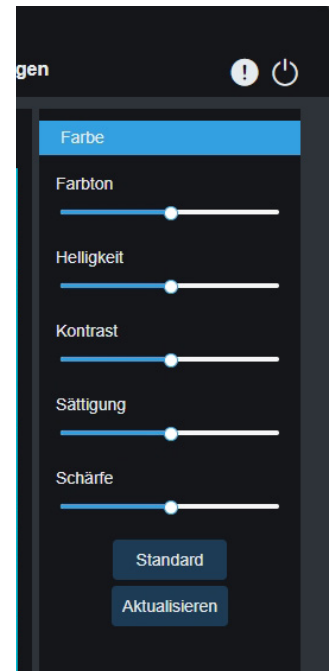 gen
Farbe
Farbton
Helligkeit
Kontrast
Sättigung
Schärfe
Standard
Aktualisieren